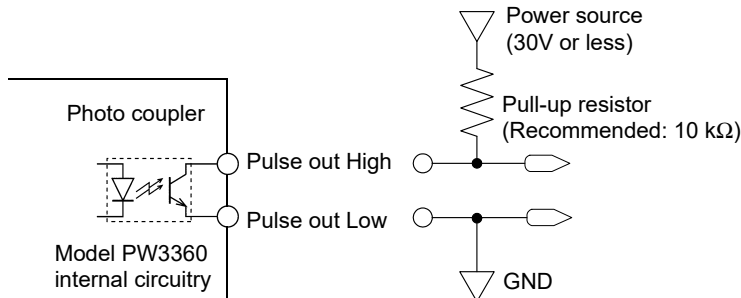 Power source
(30V or less)
Photo coupler
Pull-up resistor
(Recommended: 10 kΩ)
Pulse out High
Pulse out Low
Model PW3360
internal circuitry
GND